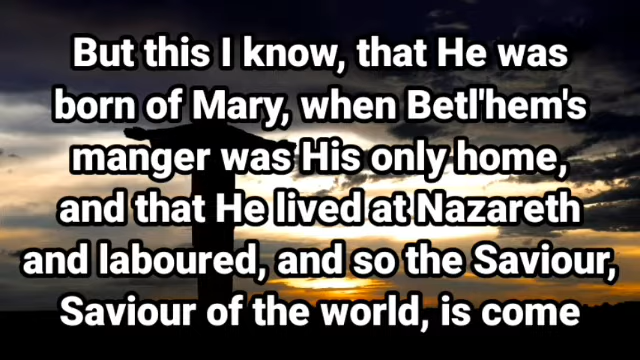 But this I know, that He was
born of Mary, when Betl'hem's
manger was His only home,
and that He lived at Nazareth
and laboured, and so the Saviour,
Saviour of the world, is come